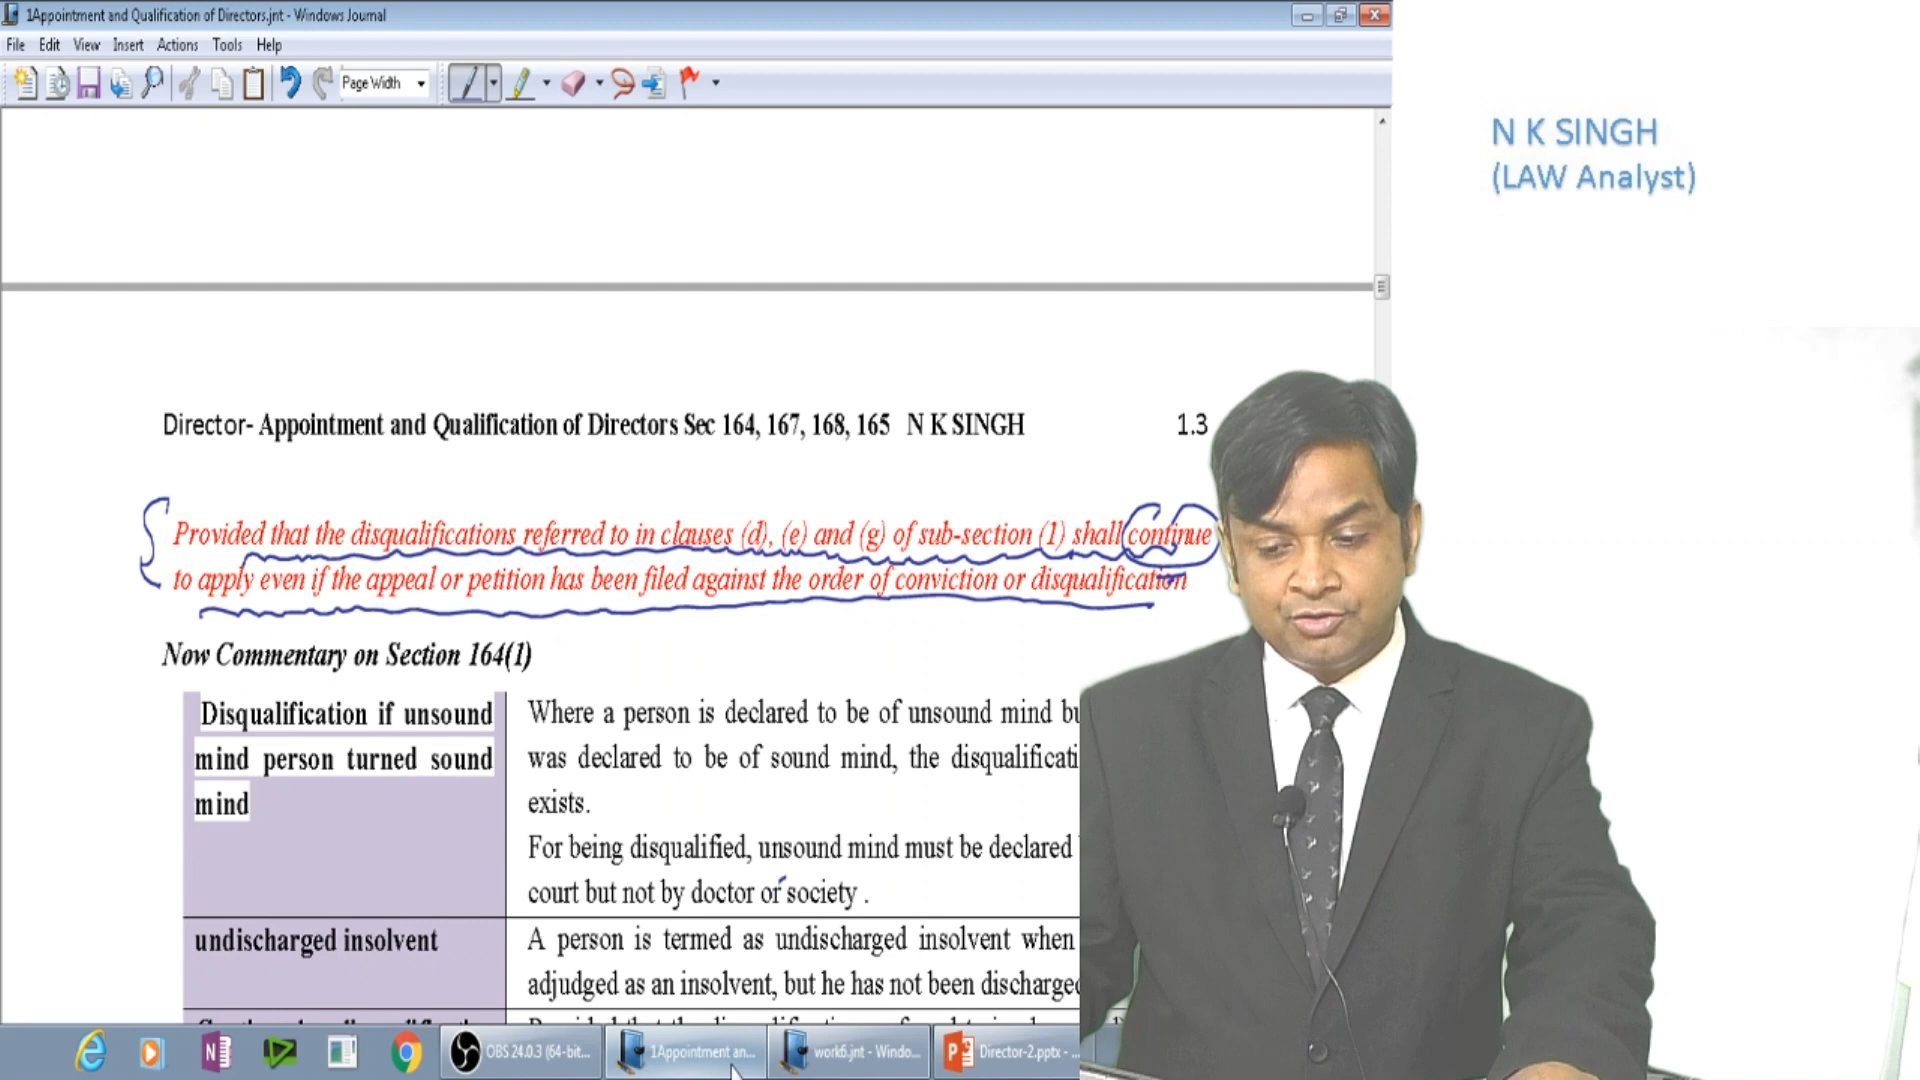 1Appointment and Qualification of Directors.jnt - Windows Journal
File Edit View Insert Actions Tools Help
Page Width
N K SINGH
(LAW Analyst)
Director- Appointment and Qualification of Directors Sec 164, 167, 168, 165 N K SINGH 1.3
Provided that the disqualifications referred to in clauses (d), (e) and (g) of sub-section (1) shall continue
to apply even if the appeal or petition has been filed against the order of conviction or disqualification
Now Commentary on Section 164(1)
Disqualification if unsound
mind person turned sound
mind
Where a person is declared to be of unsound mind bu
was declared to be of sound mind, the disqualificati
exists.
For being disqualified, unsound mind must be declared
court but not by doctor or society .
undischarged insolvent
A person is termed as undischarged insolvent when
adjudged as an insolvent, but he has not been discharged
OBS 24.0.3 (64-bit...
1Appointment an...
work6.jnt - Windo...
Director-2.pptx - ...